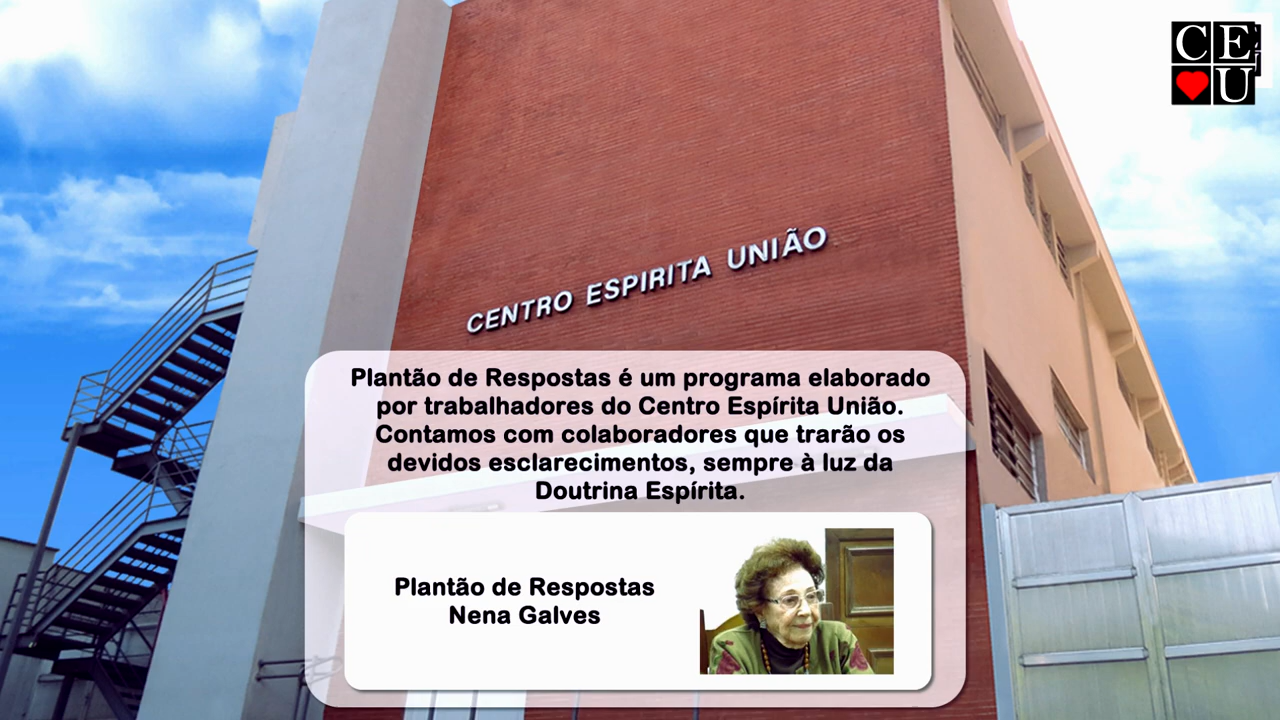 CE
U
CENTRO ESPIRITA UNIÃO
Plantão de Respostas é um programa elaborado
por trabalhadores do Centro Espírita União.
Contamos com colaboradores que trarão os
devidos esclarecimentos, sempre à luz da
Doutrina Espírita.
Plantão de Respostas
Nena Galves